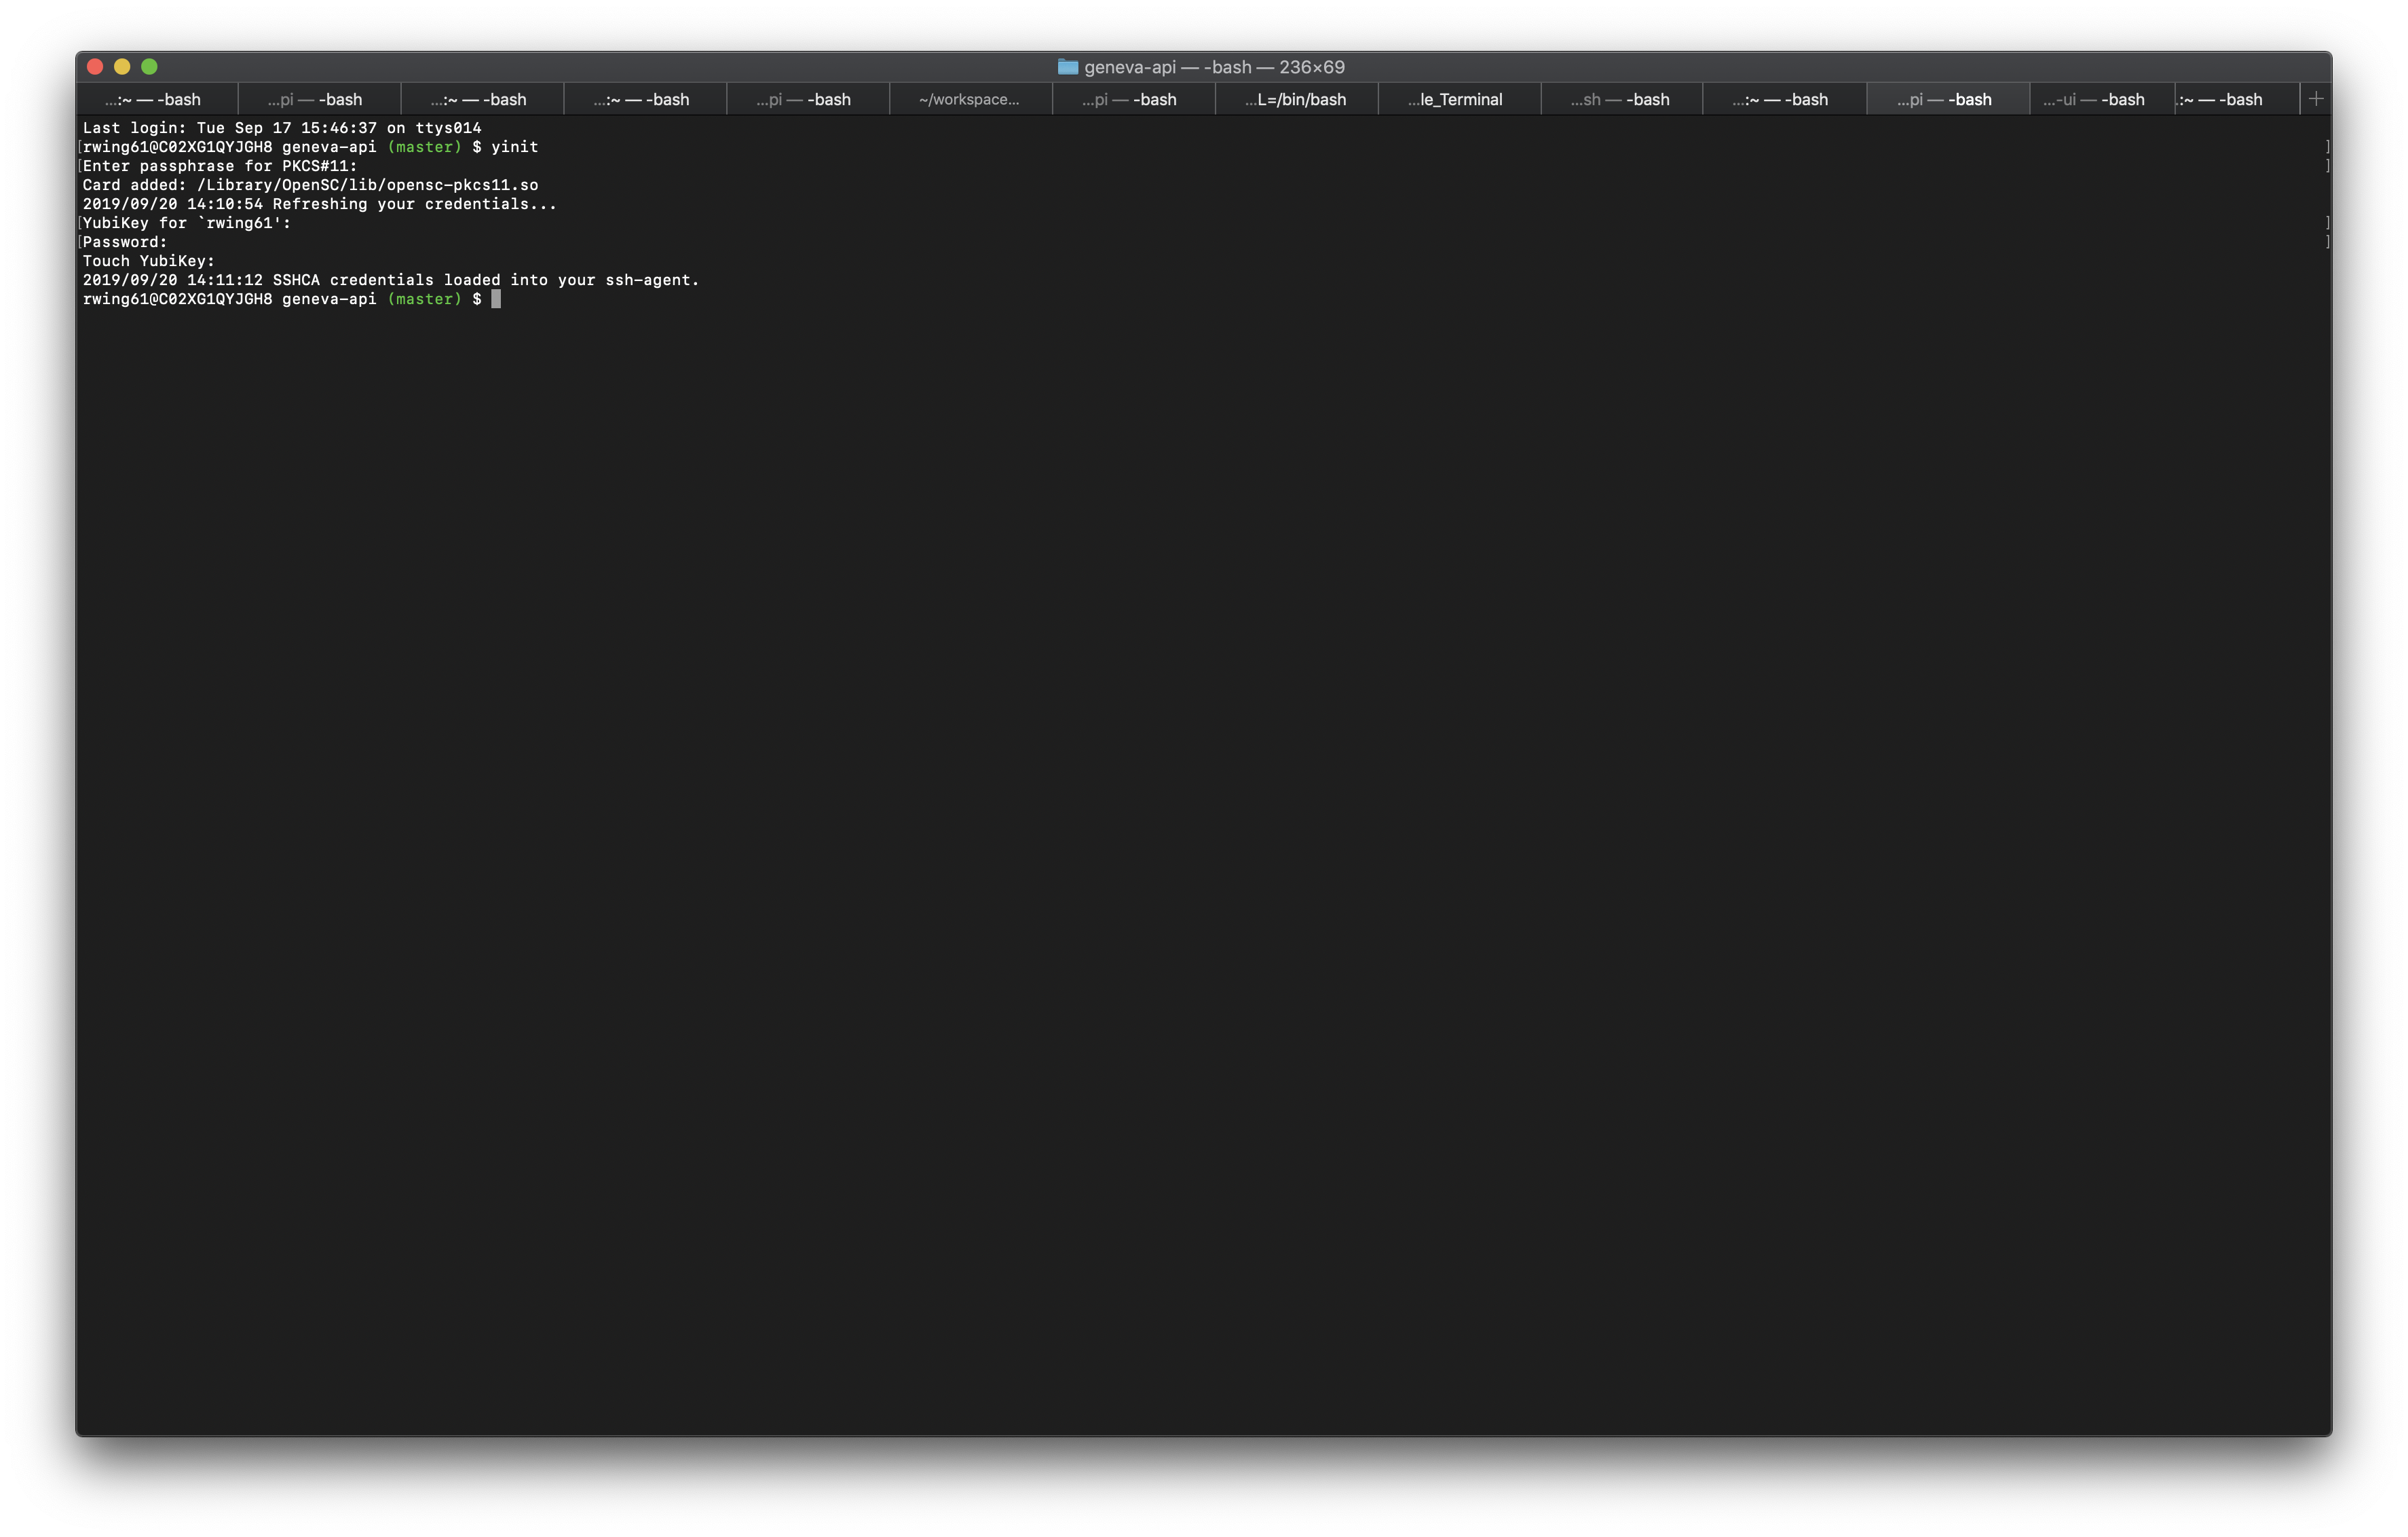 geneva-api — -bash — 236×69
...:~ — -bash ...pi — -bash ...:~ — -bash ...:~ — -bash ...pi — -bash ~/workspace... ...pi — -bash ...L=/bin/bash ...le_Terminal ...sh — -bash ...:~ — -bash ...pi — -bash ...-ui — -bash .:~ — -bash +
Last login: Tue Sep 17 15:46:37 on ttys014
[rwing61@C02XG1QYJGH8 geneva-api (master) $ yinit ]
[Enter passphrase for PKCS#11: ]
Card added: /Library/OpenSC/lib/opensc-pkcs11.so
2019/09/20 14:10:54 Refreshing your credentials...
[YubiKey for `rwing61': ]
[Password: ]
Touch YubiKey:
2019/09/20 14:11:12 SSHCA credentials loaded into your ssh-agent.
rwing61@C02XG1QYJGH8 geneva-api (master) $